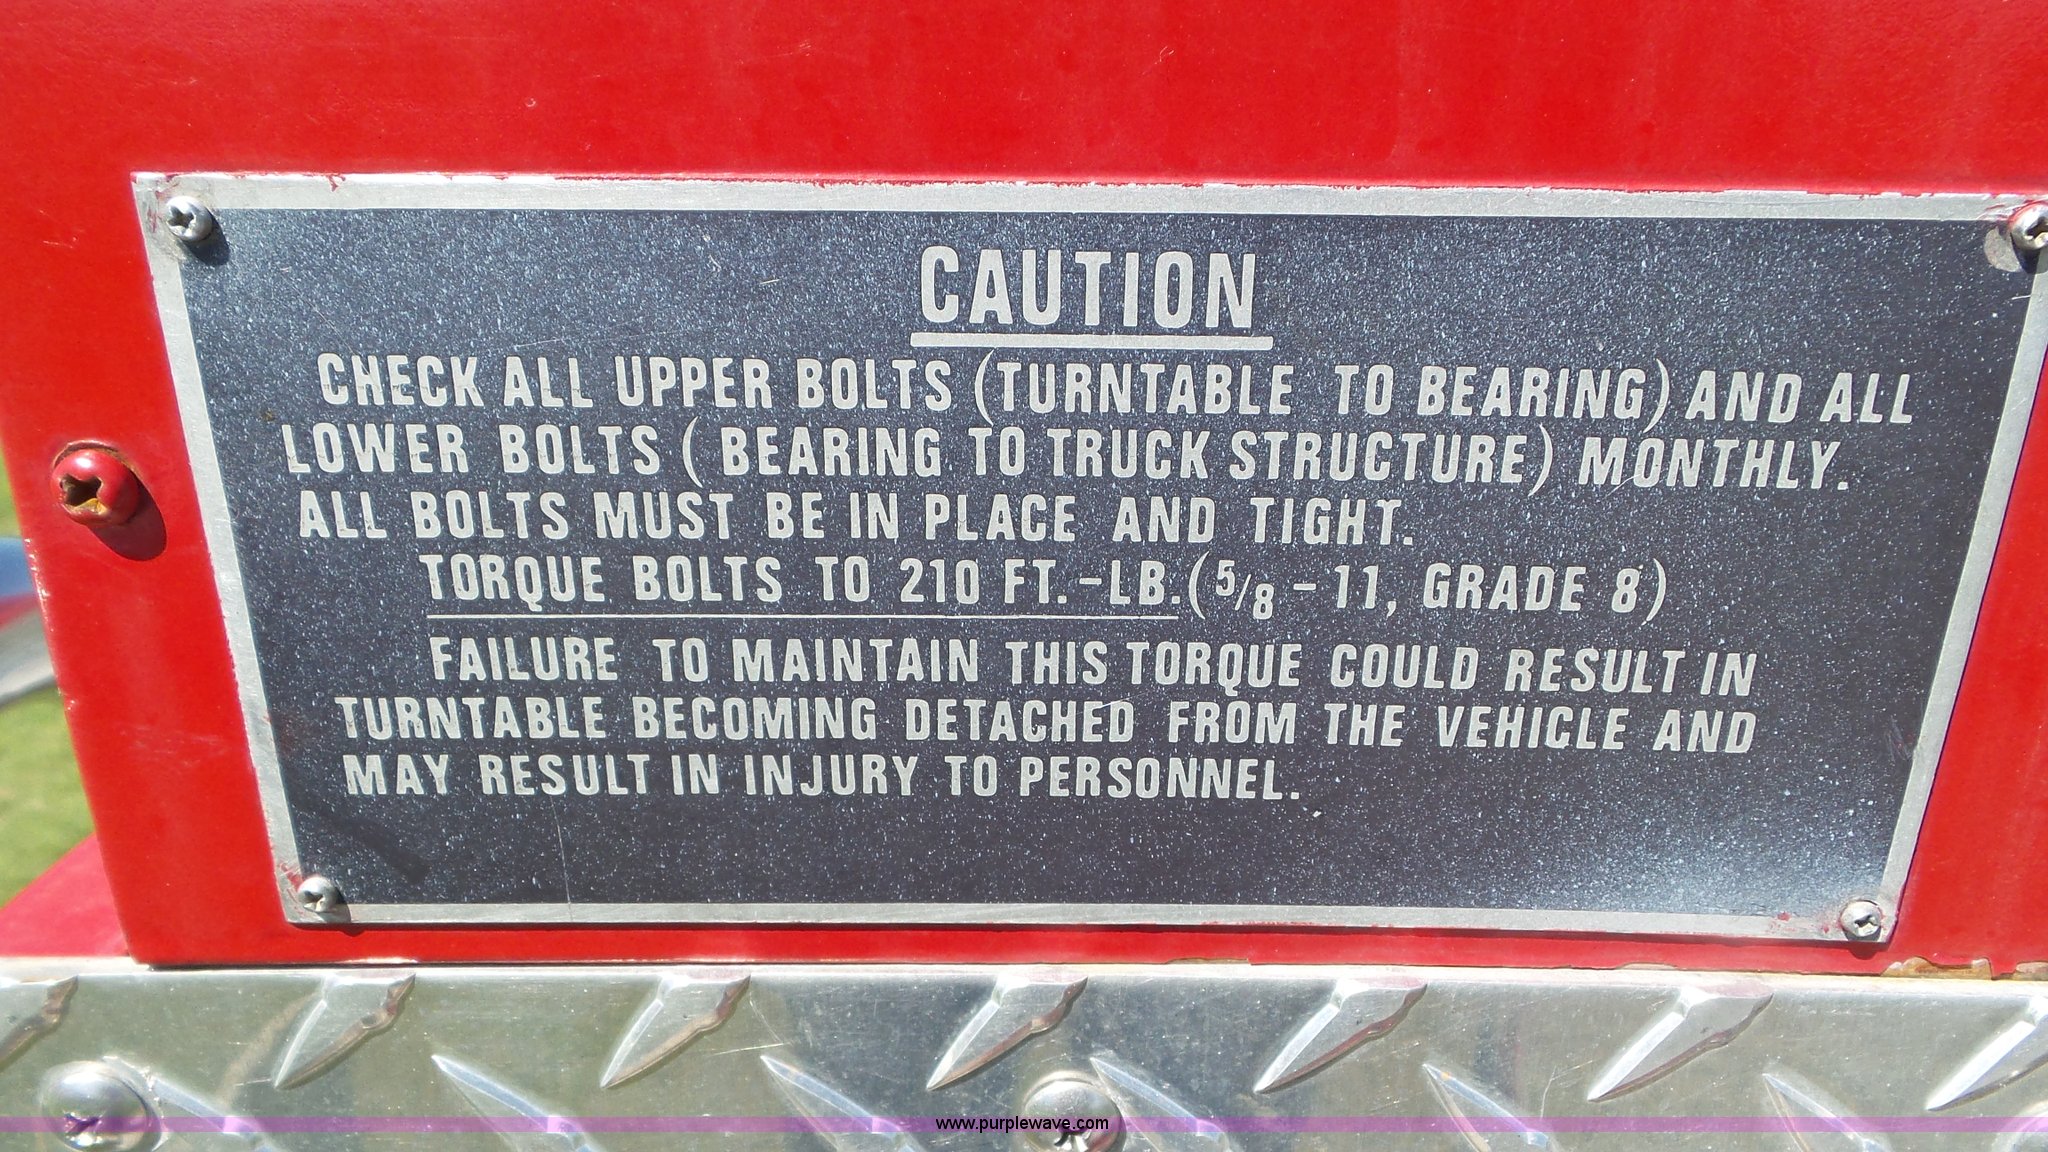 CAUTION
CHECK ALL UPPER BOLTS (TURNTABLE TO BEARING) AND ALL
LOWER BOLTS (BEARING TO TRUCK STRUCTURE) MONTHLY.
ALL BOLTS MUST BE IN PLACE AND TIGHT.
TORQUE BOLTS TO 210 FT.-LB. (5/8-11, GRADE 8)
FAILURE TO MAINTAIN THIS TORQUE COULD RESULT IN
TURNTABLE BECOMING DETACHED FROM THE VEHICLE AND
MAY RESULT IN INJURY TO PERSONNEL.
www.purplewave.com